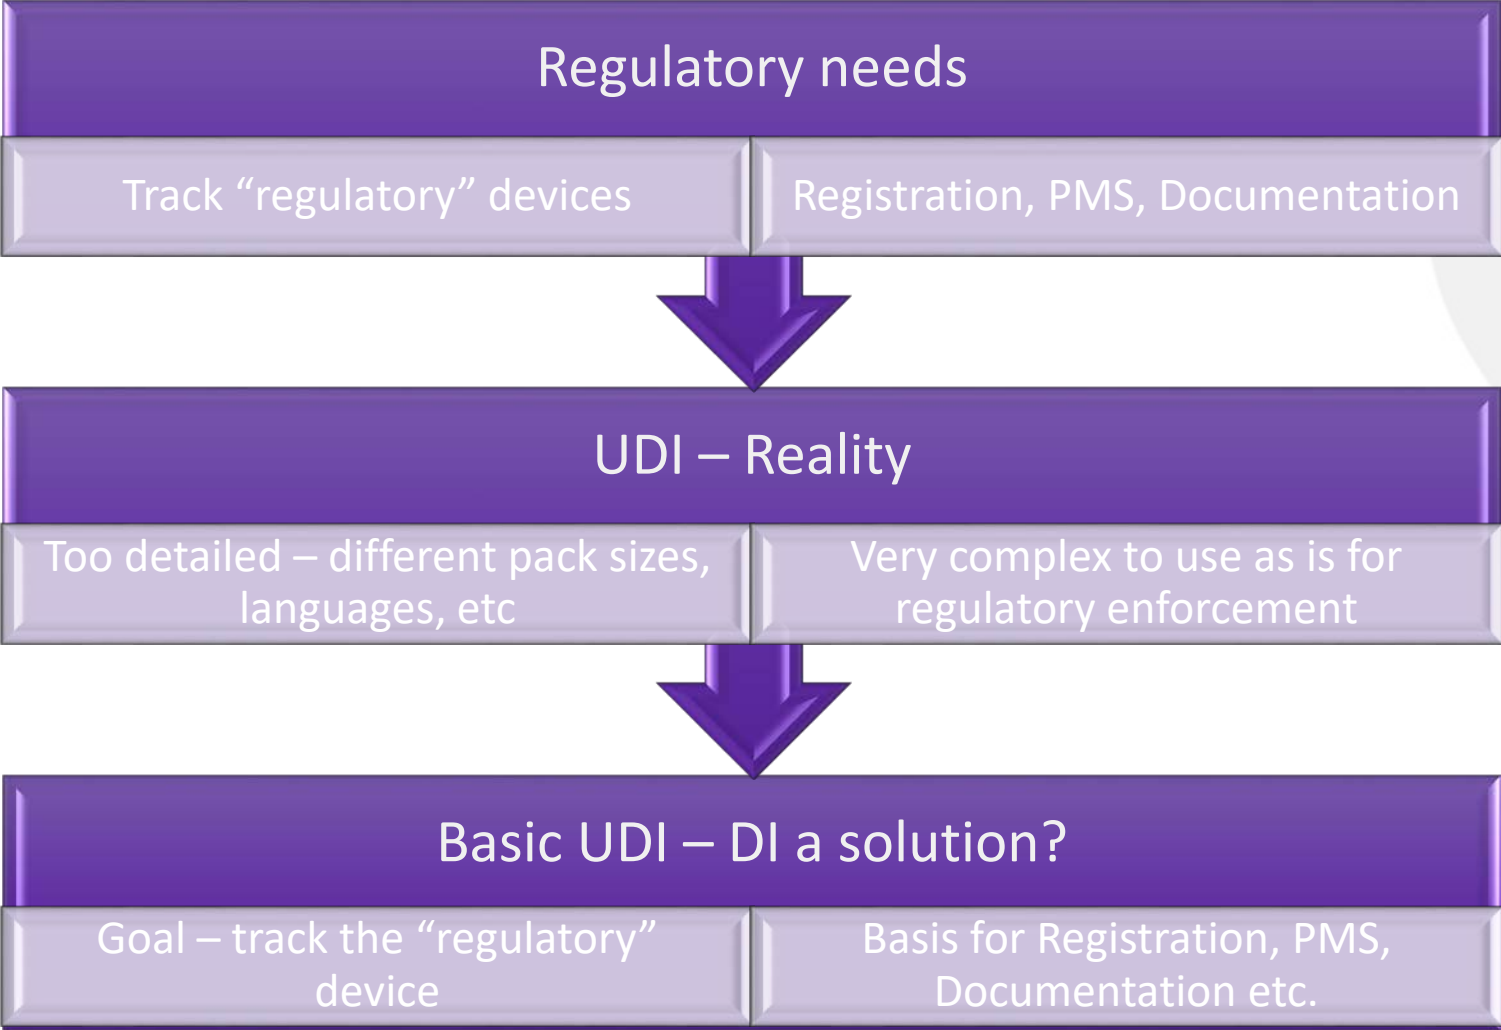 Regulatory needs
Track “regulatory” devices
Registration, PMS, Documentation
UDI – Reality
Too detailed – different pack sizes,
languages, etc
Very complex to use as is for
regulatory enforcement
Basic UDI – DI a solution?
Goal – track the “regulatory”
device
Basis for Registration, PMS,
Documentation etc.